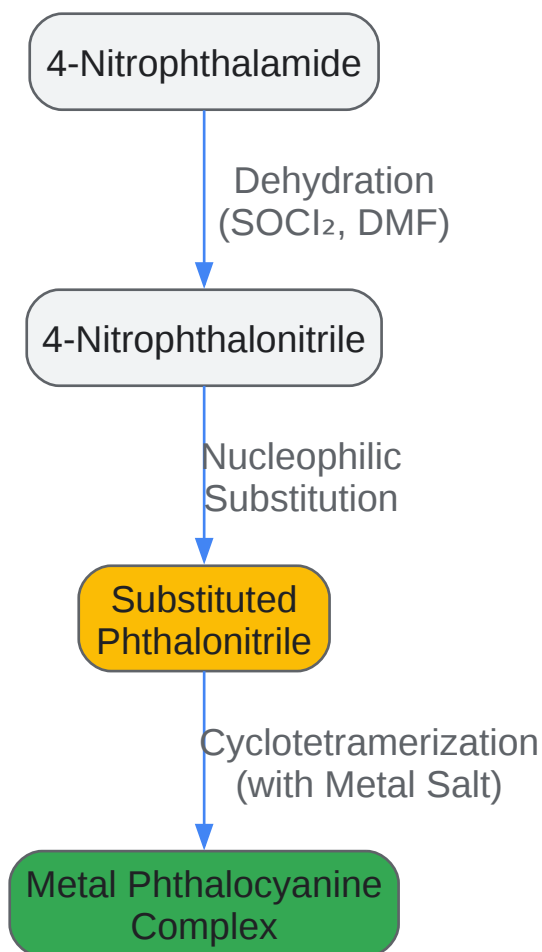 4-Nitrophthalamide
Dehydration
(SOCl₂, DMF)
4-Nitrophthalonitrile
Nucleophilic
Substitution
Substituted
Phthalonitrile
Cyclotetramerization
(with Metal Salt)
Metal Phthalocyanine
Complex